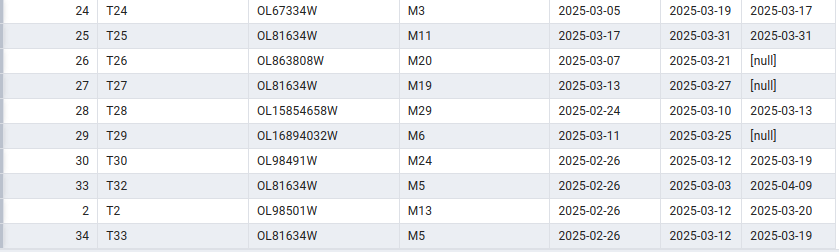 24 T24 OL67334W M3 2025-03-05 2025-03-19 2025-03-17
25 T25 OL81634W M11 2025-03-17 2025-03-31 2025-03-31
26 T26 OL863808W M20 2025-03-07 2025-03-21 [null]
27 T27 OL81634W M19 2025-03-13 2025-03-27 [null]
28 T28 OL15854658W M29 2025-02-24 2025-03-10 2025-03-13
29 T29 OL16894032W M6 2025-03-11 2025-03-25 [null]
30 T30 OL98491W M24 2025-02-26 2025-03-12 2025-03-19
33 T32 OL81634W M5 2025-02-26 2025-03-03 2025-04-09
2 T2 OL98501W M13 2025-02-26 2025-03-12 2025-03-20
34 T33 OL81634W M5 2025-02-26 2025-03-12 2025-03-19